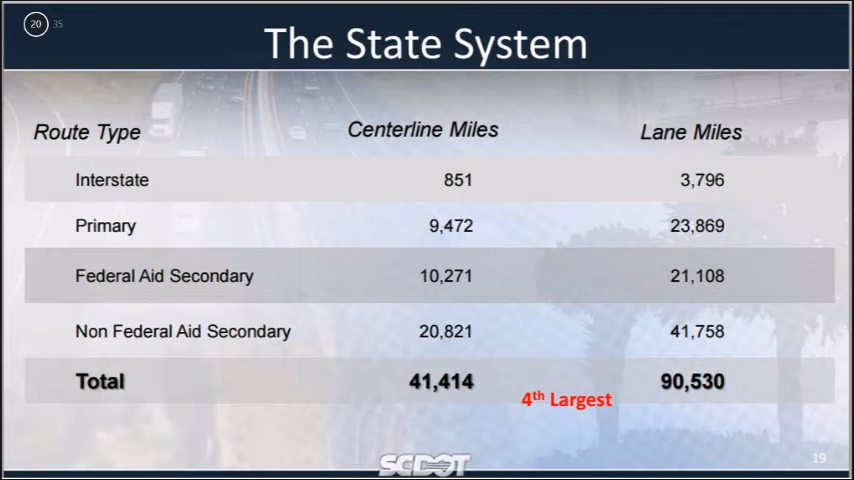 20 35
The State System
Route Type Centerline Miles Lane Miles
Interstate 851 3,796
Primary 9,472 23,869
Federal Aid Secondary 10,271 21,108
Non Federal Aid Secondary 20,821 41,758
Total 41,414 90,530
4th Largest
SCDOT
19